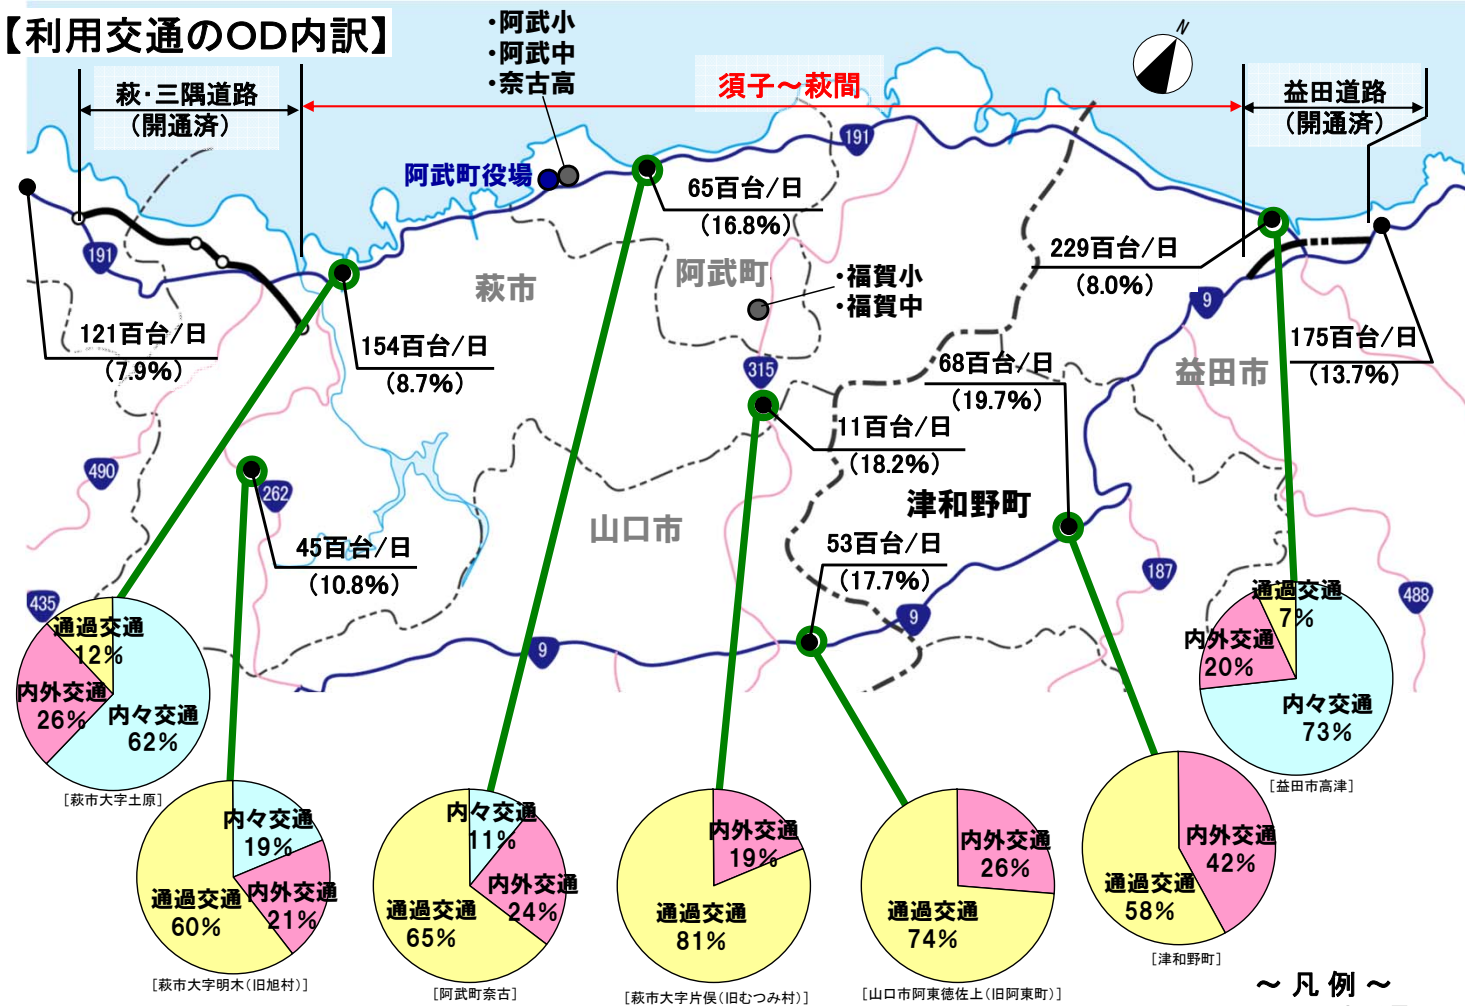 【利用交通のOD内訳】
・阿武小
・阿武中
・奈古高
萩・三隅道路
（開通済）
須子～萩間
益田道路
（開通済）
N
阿武町役場
191
65百台/日
（16.8%）
191
229百台/日
（8.0%）
萩市
阿武町
・福賀小
・福賀中
9
121百台/日
（7.9%）
154百台/日
（8.7%）
315
68百台/日
（19.7%）
益田市
175百台/日
（13.7%）
11百台/日
（18.2%）
490
262
津和野町
山口市
45百台/日
（10.8%）
53百台/日
（17.7%）
187
488
435
9
9
通過交通
12%
内外交通
26%
内々交通
62%
[萩市大字土原]
通過交通
7%
内外交通
20%
内々交通
73%
[益田市高津]
内々交通
19%
内外交通
21%
通過交通
60%
[萩市大字明木(旧旭村)]
内々交通
11%
内外交通
24%
通過交通
65%
[阿武町奈古]
内外交通
19%
通過交通
81%
[萩市大字片俣(旧むつみ村)]
内外交通
26%
通過交通
74%
[山口市阿東徳佐上(旧阿東町)]
内外交通
42%
通過交通
58%
[津和野町]
～凡例～